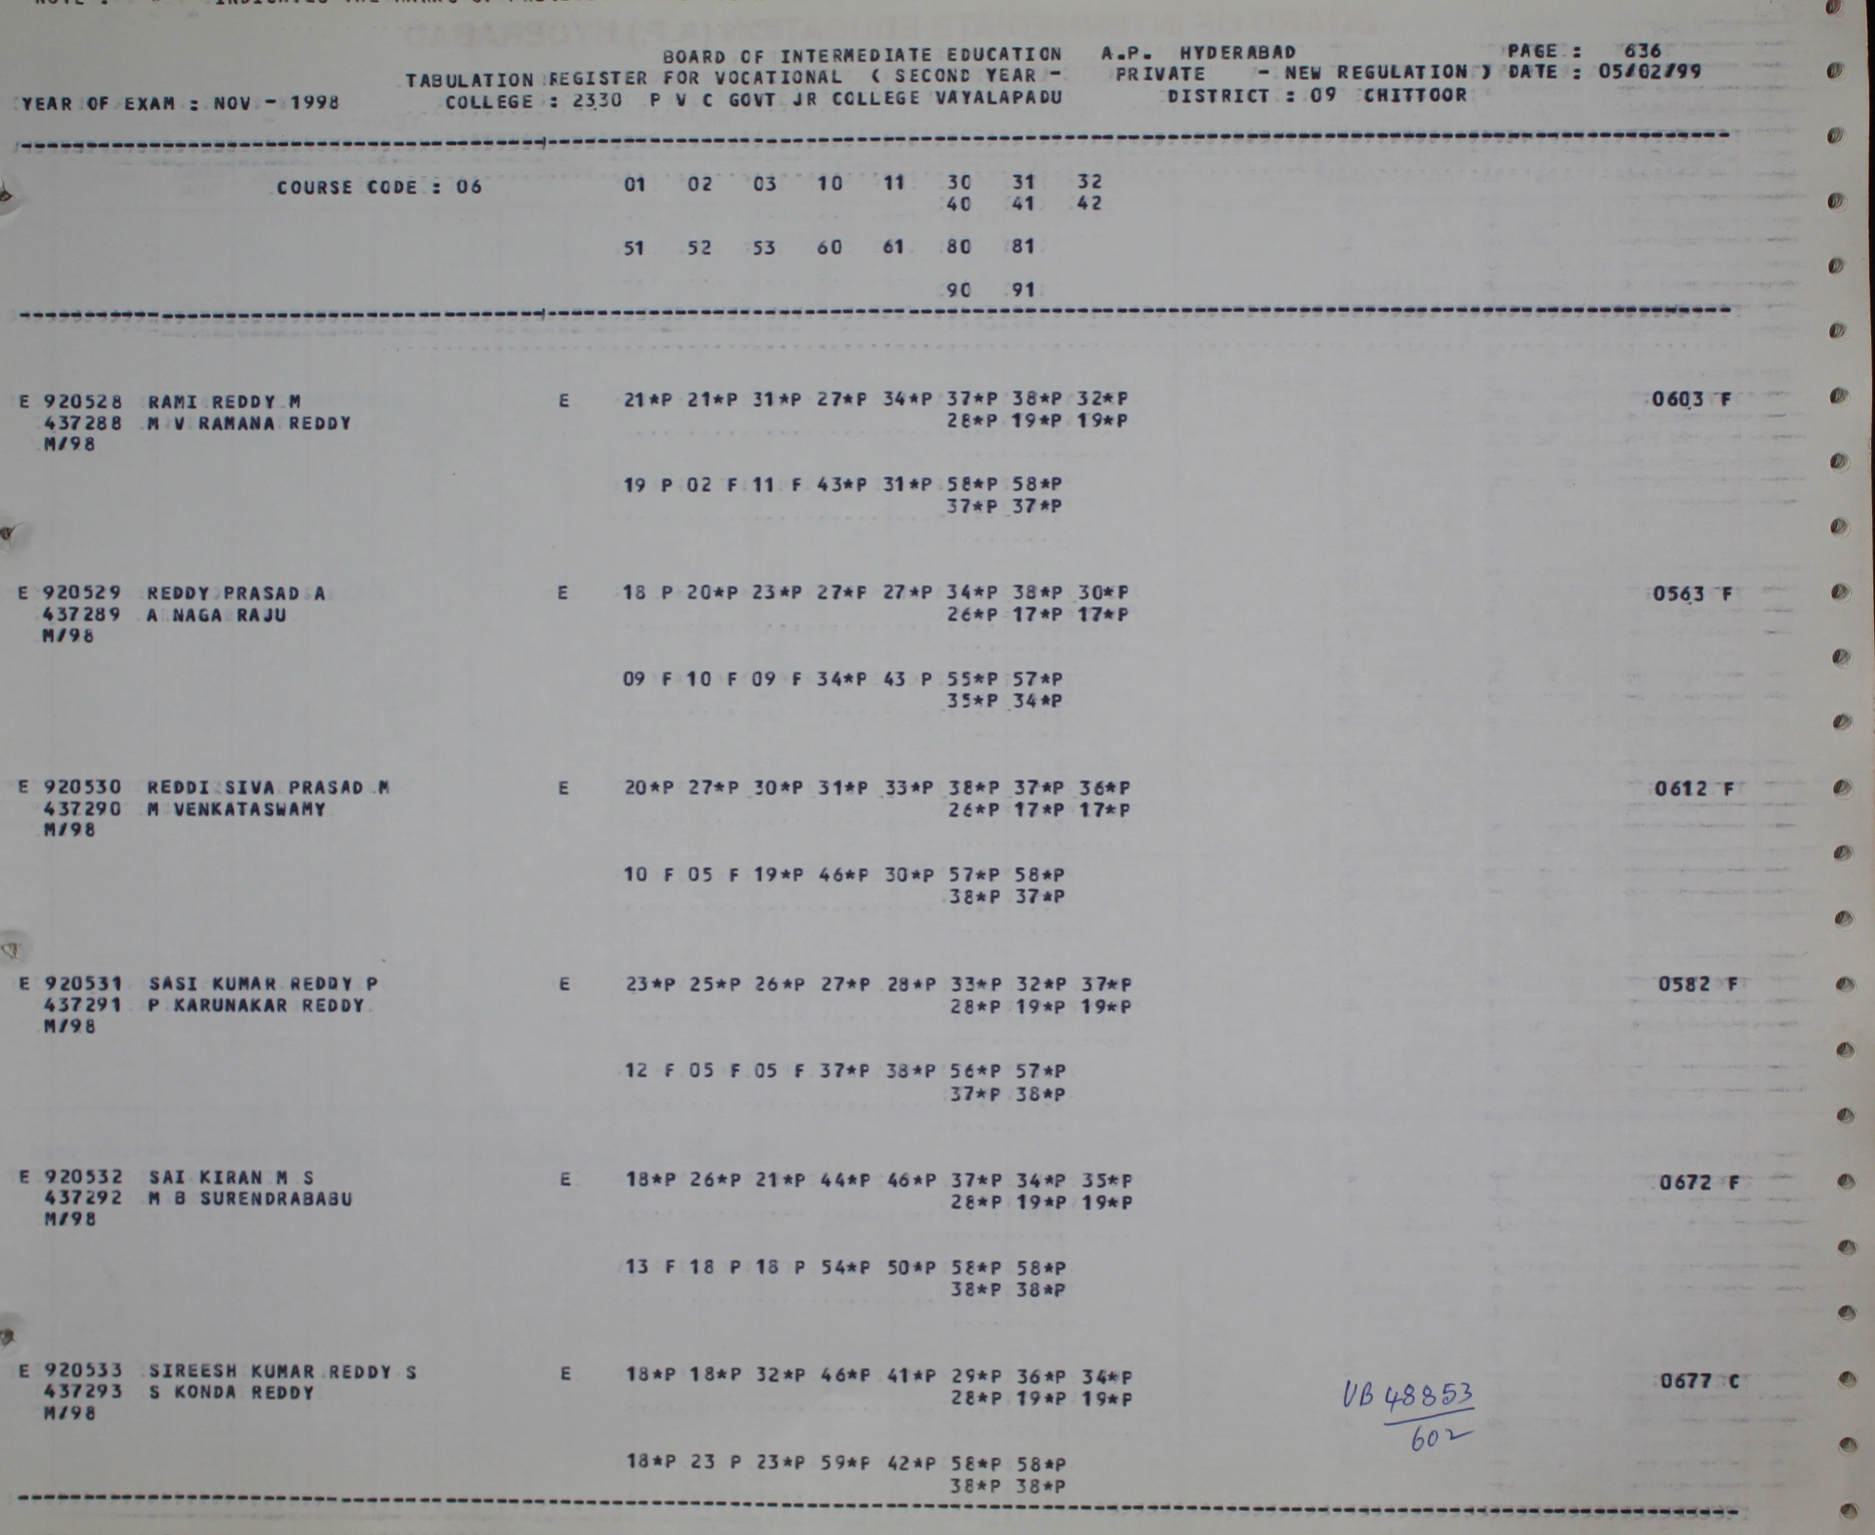 BOARD OF INTERMEDIATE EDUCATION A.P. HYDERABAD PAGE : 636
TABULATION REGISTER FOR VOCATIONAL ( SECOND YEAR - PRIVATE - NEW REGULATION ) DATE : 05/02/99
YEAR OF EXAM : NOV - 1998 COLLEGE : 2330 P V C GOVT JR COLLEGE VAYALAPADU DISTRICT : 09 CHITTOOR
COURSE CODE : 06 01 02 03 10 11 30 31 32
40 41 42
51 52 53 60 61 80 81
90 91
E 920528 RAMI REDDY M E 21*P 21*P 31*P 27*P 34*P 37*P 38*P 32*P 0603 F
437288 M V RAMANA REDDY 28*P 19*P 19*P
M/98
19 P 02 F 11 F 43*P 31*P 58*P 58*P
37*P 37*P
E 920529 REDDY PRASAD A E 18 P 20*P 23*P 27*P 27*P 34*P 38*P 30*P 0563 F
437289 A NAGA RAJU 26*P 17*P 17*P
M/98
09 F 10 F 09 F 34*P 43 P 55*P 57*P
35*P 34*P
E 920530 REDDI SIVA PRASAD M E 20*P 27*P 30*P 31*P 33*P 38*P 37*P 36*P 0612 F
437290 M VENKATASWAMY 26*P 17*P 17*P
M/98
10 F 05 F 19*P 46*P 30*P 57*P 58*P
38*P 37*P
E 920531 SASI KUMAR REDDY P E 23*P 25*P 26*P 27*P 28*P 33*P 32*P 37*P 0582 F
437291 P KARUNAKAR REDDY 28*P 19*P 19*P
M/98
12 F 05 F 05 F 37*P 38*P 56*P 57*P
37*P 38*P
E 920532 SAI KIRAN M S E 18*P 26*P 21*P 44*P 46*P 37*P 34*P 35*P 0672 F
437292 M B SURENDRABABU 28*P 19*P 19*P
M/98
13 F 18 P 18 P 54*P 50*P 58*P 58*P
38*P 38*P
E 920533 SIREESH KUMAR REDDY S E 18*P 18*P 32*P 46*P 41*P 29*P 36*P 34*P 0677 C
437293 S KONDA REDDY 28*P 19*P 19*P VB 48853
M/98 602
18*P 23 P 23*P 59*P 42*P 58*P 58*P
38*P 38*P